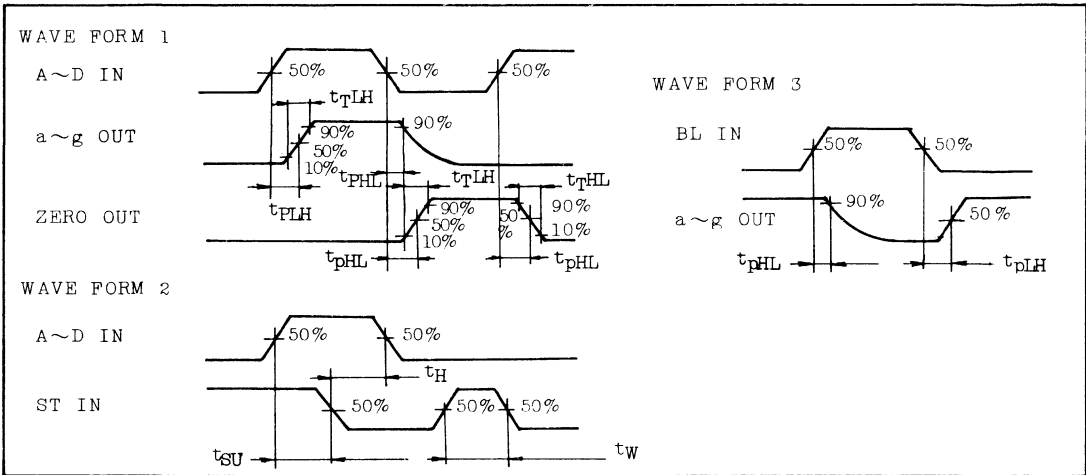 WAVE FORM 1
A~D IN
50%
50%
50%
tTLH
a~g OUT
90%
50%
10%
90%
tPLH
tPHL
tTLH
tTHL
ZERO OUT
90%
50%
10%
50
%
90%
10%
tpHL
tpHL
WAVE FORM 2
A~D IN
50%
50%
tH
ST IN
50%
50%
50%
tSU
tW
WAVE FORM 3
BL IN
50%
50%
a~g OUT
90%
50%
tpHL
tpLH